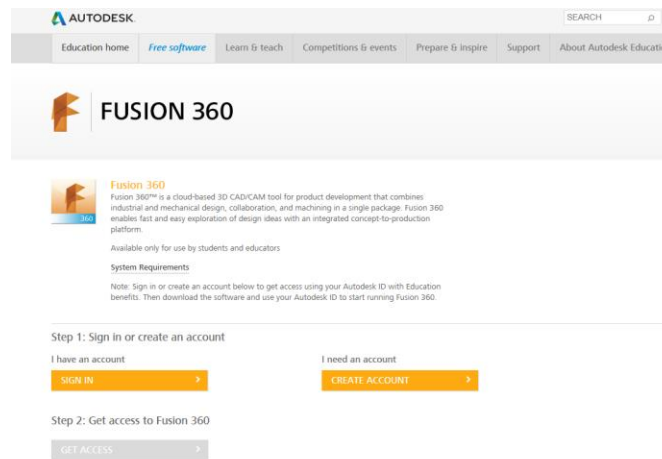 AUTODESK.
SEARCH
Education home Free software Learn & teach Competitions & events Prepare & inspire Support About Autodesk Educati
FUSION 360
Fusion 360
Fusion 360™ is a cloud-based 3D CAD/CAM tool for product development that combines
industrial and mechanical design, collaboration, and machining in a single package. Fusion 360
enables fast and easy exploration of design ideas with an integrated concept-to-production
platform.
360
Available only for use by students and educators
System Requirements
Note: Sign in or create an account below to get access using your Autodesk ID with Education
benefits. Then download the software and use your Autodesk ID to start running Fusion 360.
Step 1: Sign in or create an account
I have an account I need an account
SIGN IN CREATE ACCOUNT
Step 2: Get access to Fusion 360
GET ACCESS